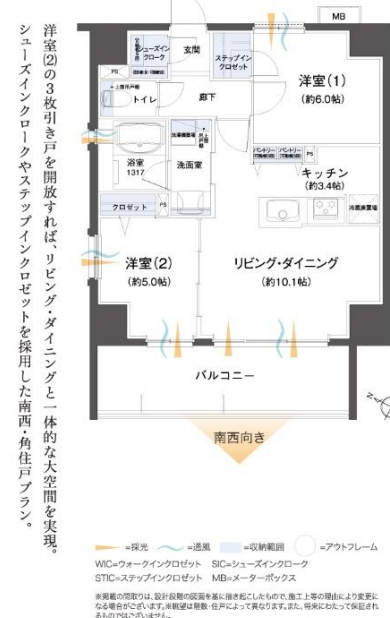 洋室(2)の3枚引き戸を開放すれば、リビング・ダイニングと一体的な大空間を実現。
シューズインクロークやステップインクロゼットを採用した南西・角住戸プラン。
MB
シューズイン
クローク
玄関
ステップイン
クロゼット
洋室(1)
(約6.0帖)
PS
上部吊戸棚
トイレ
廊下
浴室
1317
洗濯機置場
洗面室
パントリー
パントリー
PS
キッチン
(約3.4帖)
冷蔵庫置場
クロゼット
PS
洋室(2)
(約5.0帖)
リビング・ダイニング
(約10.1帖)
バルコニー
南西向き
=採光 =通風 =収納範囲 =アウトフレーム
WIC=ウォークインクロゼット SIC=シューズインクローク
STIC=ステップインクロゼット MB=メーターボックス
※掲載の間取りは、設計段階の図面を基に描き起こしたもので、施工上等の理由により変更に
なる場合がございます。※眺望は階数・住戸によって異なります。また、将来にわたって保証され
るものではございません。